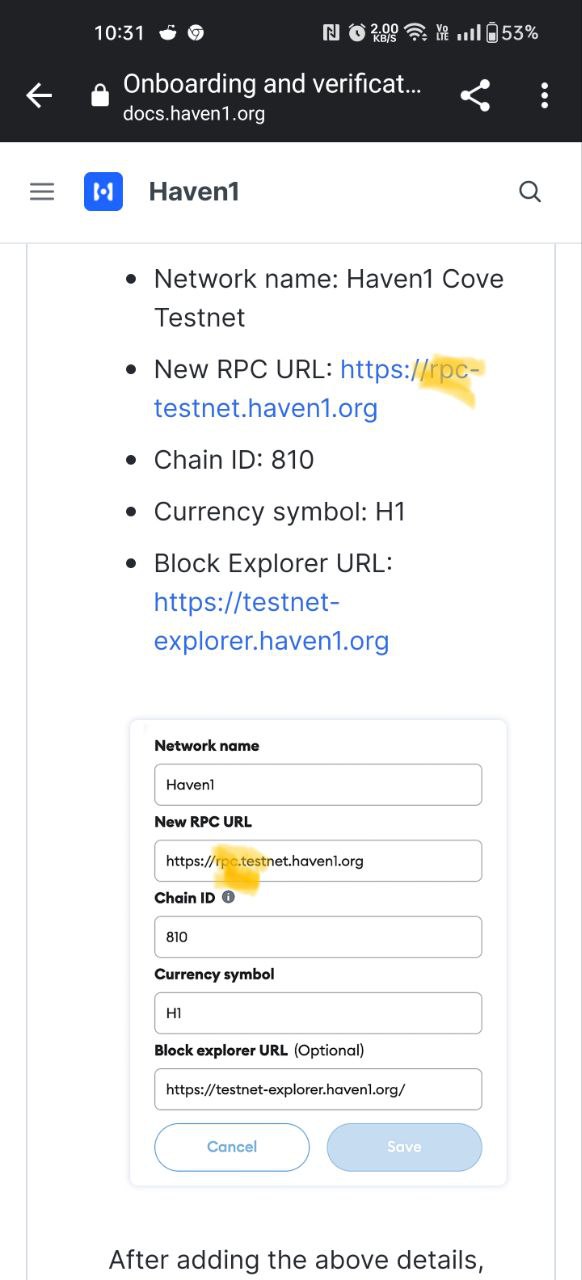 10:31 2.00 KB/S Vo LTE 53%
Onboarding and verificat...
docs.haven1.org
Haven1
• Network name: Haven1 Cove
Testnet
• New RPC URL: https://rpc-
testnet.haven1.org
• Chain ID: 810
• Currency symbol: H1
• Block Explorer URL:
https://testnet-
explorer.haven1.org
Network name
Haven1
New RPC URL
https://rpc.testnet.haven1.org
Chain ID
810
Currency symbol
H1
Block explorer URL (Optional)
https://testnet-explorer.haven1.org/
Cancel Save
After adding the above details,